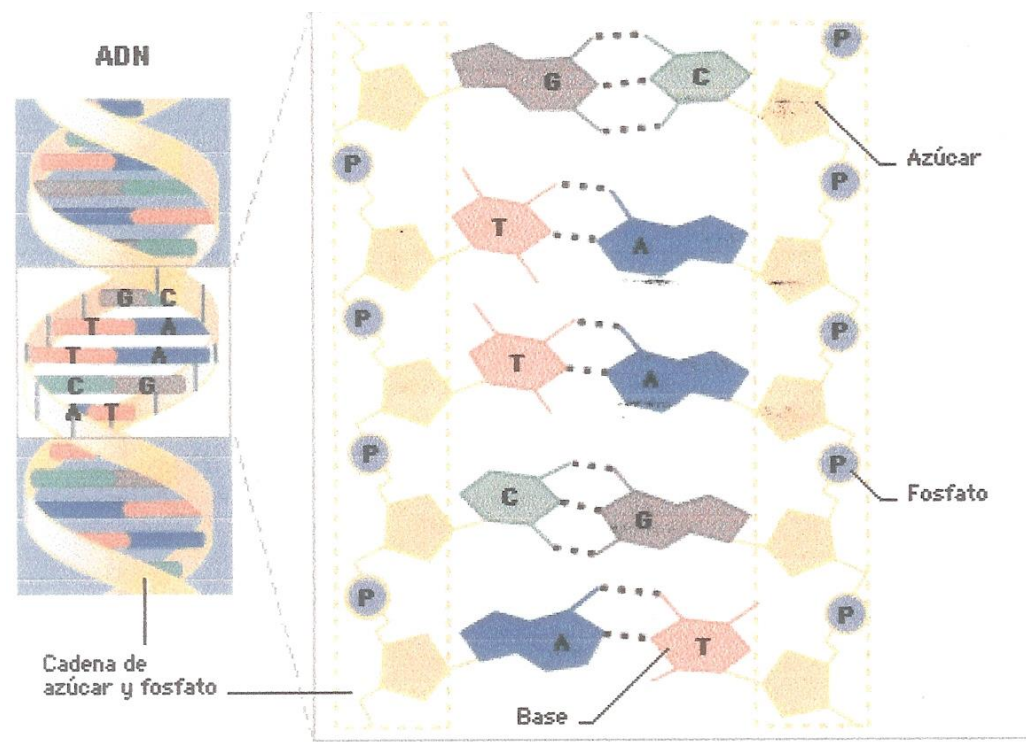 ADN
G C
T A
T A
C G
A T
Cadena de
azúcar y fosfato
P
G C
Azúcar
P P
T A
P P
T A
P P
Fosfato
C G
P P
A T
Base